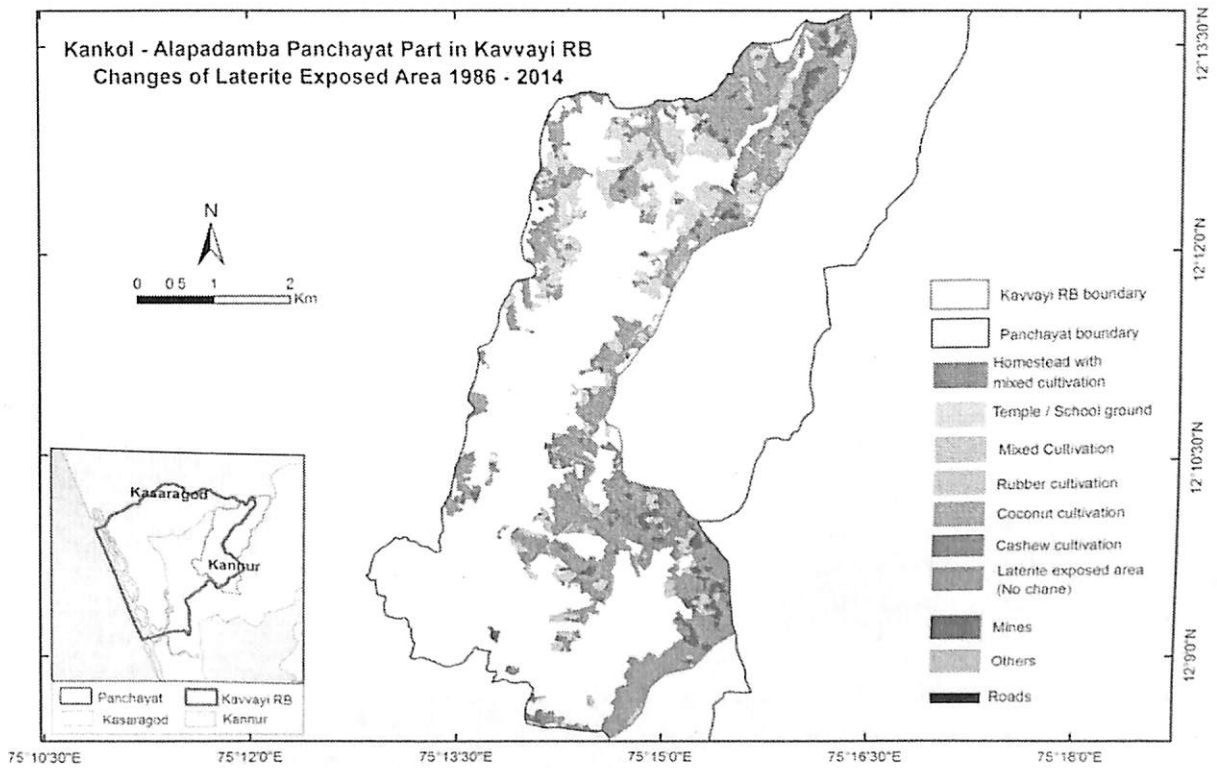 Kankol - Alapadamba Panchayat Part in Kavvayi RB
Changes of Laterite Exposed Area 1986 - 2014
N
0 0.5 1 2
Km
Kavvayi RB boundary
Panchayat boundary
Homestead with
mixed cultivation
Temple / School ground
Mixed Cultivation
Rubber cultivation
Coconut cultivation
Cashew cultivation
Laterite exposed area
(No chane)
Mines
Others
Roads
Kasaragod
Kannur
Panchayat Kavvayi RB
Kasaragod Kannur
12°13'30"N
12°12'0"N
12°10'30"N
12°9'0"N
75°10'30"E 75°12'0"E 75°13'30"E 75°15'0"E 75°16'30"E 75°18'0"E